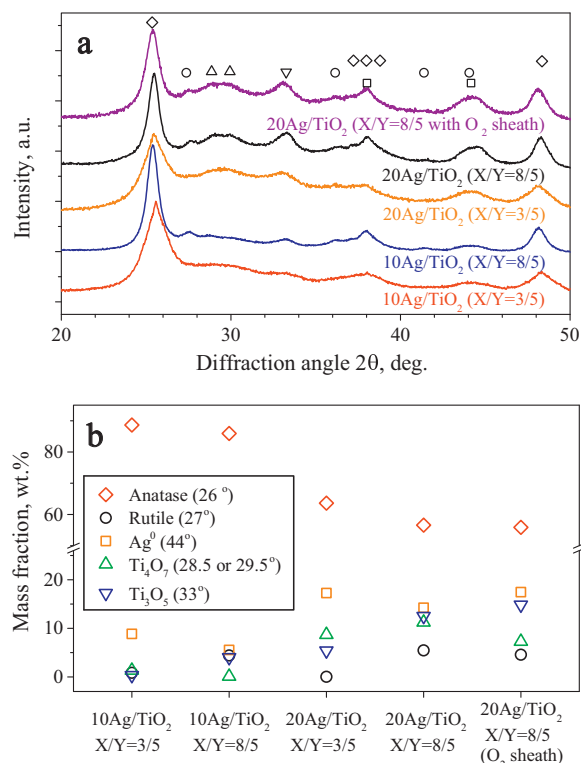 a
20Ag/TiO₂ (X/Y=8/5 with O₂ sheath)
20Ag/TiO₂ (X/Y=8/5)
20Ag/TiO₂ (X/Y=3/5)
10Ag/TiO₂ (X/Y=8/5)
10Ag/TiO₂ (X/Y=3/5)
Intensity, a.u.
20 30 40 50
Diffraction angle 2θ, deg.
b
Mass fraction, wt.%
80
60
20
10
0
Anatase (26 °)
Rutile (27°)
Ag⁰ (44°)
Ti₄O₇ (28.5 or 29.5°)
Ti₃O₅ (33°)
10Ag/TiO₂
X/Y=3/5
10Ag/TiO₂
X/Y=8/5
20Ag/TiO₂
X/Y=3/5
20Ag/TiO₂
X/Y=8/5
20Ag/TiO₂
X/Y=8/5
(O₂ sheath)